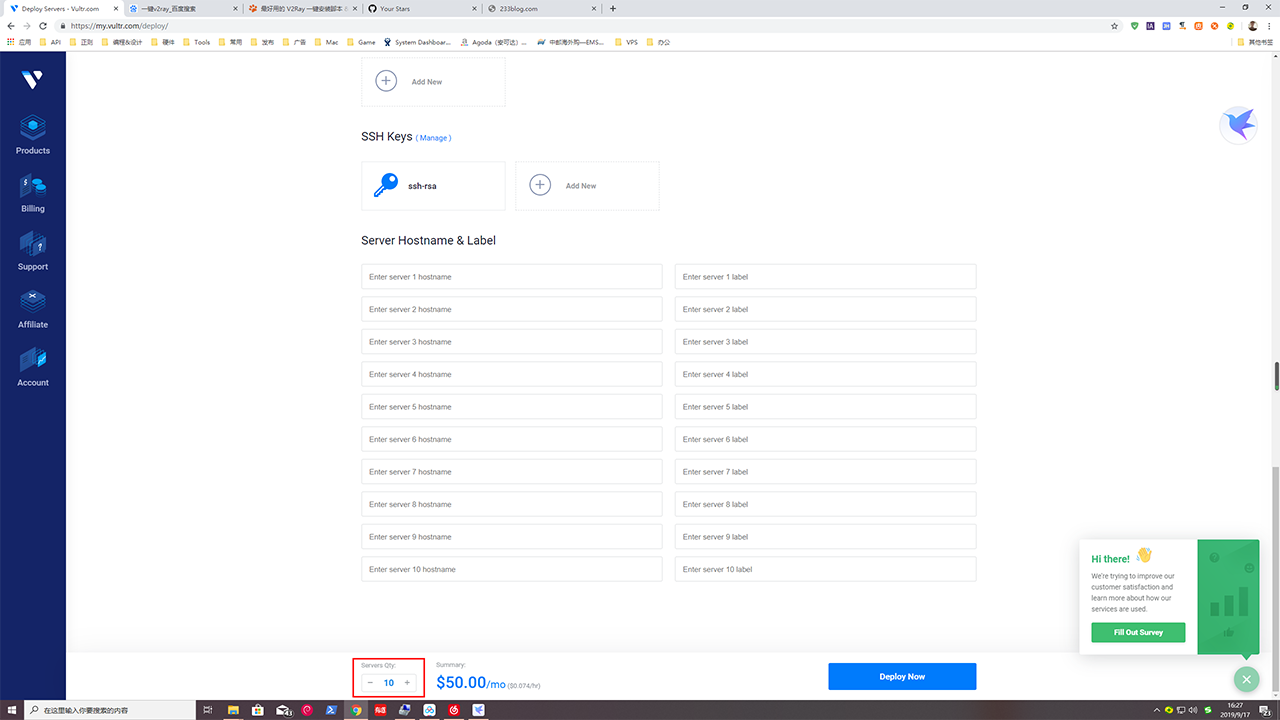 Deploy Servers - Vultr.com
一键v2ray_百度搜索
最好用的 V2Ray 一键安装脚本
Your Stars
233blog.com
https://my.vultr.com/deploy/
应用
API
正则
编程&设计
硬件
Tools
常用
发布
广告
Mac
Game
System Dashboar...
Agoda（安可达）...
中邮海外购—EMS...
VPS
办公
其他书签
Add New
SSH Keys ( Manage )
ssh-rsa
Add New
Products
Billing
Support
Affiliate
Account
Server Hostname & Label
Enter server 1 hostname
Enter server 1 label
Enter server 2 hostname
Enter server 2 label
Enter server 3 hostname
Enter server 3 label
Enter server 4 hostname
Enter server 4 label
Enter server 5 hostname
Enter server 5 label
Enter server 6 hostname
Enter server 6 label
Enter server 7 hostname
Enter server 7 label
Enter server 8 hostname
Enter server 8 label
Enter server 9 hostname
Enter server 9 label
Enter server 10 hostname
Enter server 10 label
Hi there!
We're trying to improve our
customer satisfaction and
learn more about how our
services are used.
Fill Out Survey
Servers Qty:
− 10 +
Summary:
$50.00/mo ($0.074/hr)
Deploy Now
在这里输入你要搜索的内容
16:27
2019/9/17